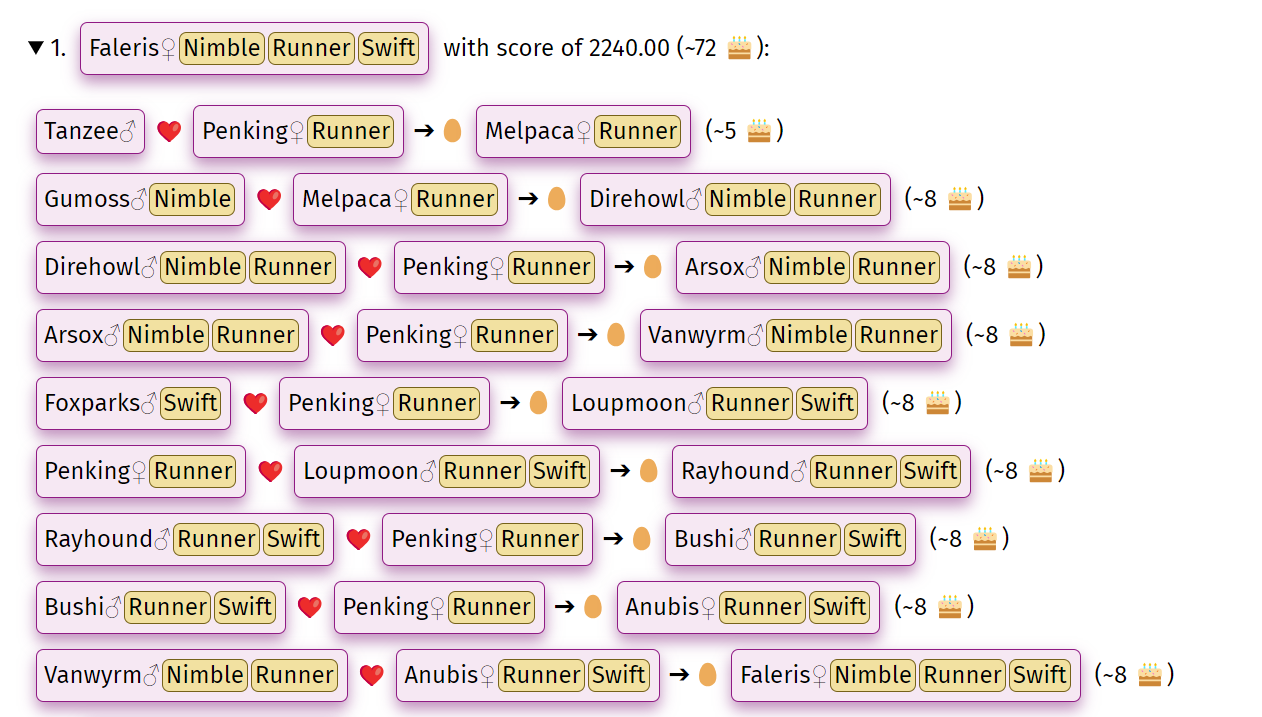 ▼ 1. Faleris♀ Nimble Runner Swift with score of 2240.00 (~72 🎂):
Tanzee♂ ❤️ Penking♀ Runner → 🥚 Melpaca♀ Runner (~5 🎂)
Gumoss♂ Nimble ❤️ Melpaca♀ Runner → 🥚 Direhowl♂ Nimble Runner (~8 🎂)
Direhowl♂ Nimble Runner ❤️ Penking♀ Runner → 🥚 Arsox♂ Nimble Runner (~8 🎂)
Arsox♂ Nimble Runner ❤️ Penking♀ Runner → 🥚 Vanwyrm♂ Nimble Runner (~8 🎂)
Foxparks♂ Swift ❤️ Penking♀ Runner → 🥚 Loupmoon♂ Runner Swift (~8 🎂)
Penking♀ Runner ❤️ Loupmoon♂ Runner Swift → 🥚 Rayhound♂ Runner Swift (~8 🎂)
Rayhound♂ Runner Swift ❤️ Penking♀ Runner → 🥚 Bushi♂ Runner Swift (~8 🎂)
Bushi♂ Runner Swift ❤️ Penking♀ Runner → 🥚 Anubis♀ Runner Swift (~8 🎂)
Vanwyrm♂ Nimble Runner ❤️ Anubis♀ Runner Swift → 🥚 Faleris♀ Nimble Runner Swift (~8 🎂)